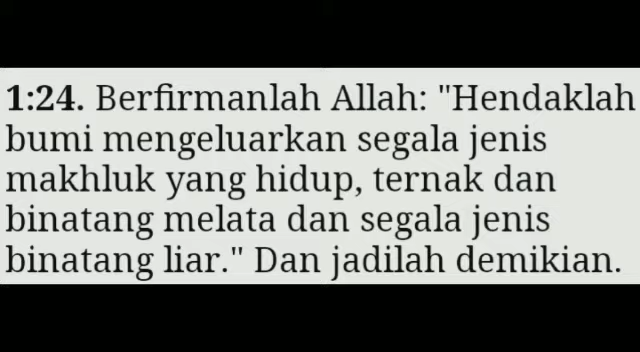 1:24. Berfirmanlah Allah: "Hendaklah
bumi mengeluarkan segala jenis
makhluk yang hidup, ternak dan
binatang melata dan segala jenis
binatang liar." Dan jadilah demikian.